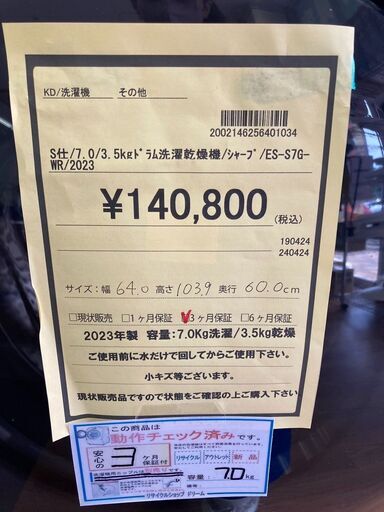 KD/洗濯機 その他
2002146256401034
S仕/7.0/3.5kgﾄﾞﾗﾑ洗濯乾燥機/ｼｬｰﾌﾟ/ES-S7G-
WR/2023
¥140,800
(税込)
190424
240424
サイズ:幅 64.0 高さ 103.9 奥行 60.0cm
□現状販売 □1ヶ月保証 □3ヶ月保証 □6ヶ月保証
2023年製 容量:7.0Kg洗濯/3.5kg乾燥
ご使用前に水だけで回してからご使用下さい。
小キズ等ございます。
現状販売品ですので状態をご確認の上ご購入下さい
この商品は
動作チェック済みです。
安心の 3 ヶ月保証付
リサイクル アウトレット 新品
容量: 7.0kg
備考:
リサイクルショップ ドリーム